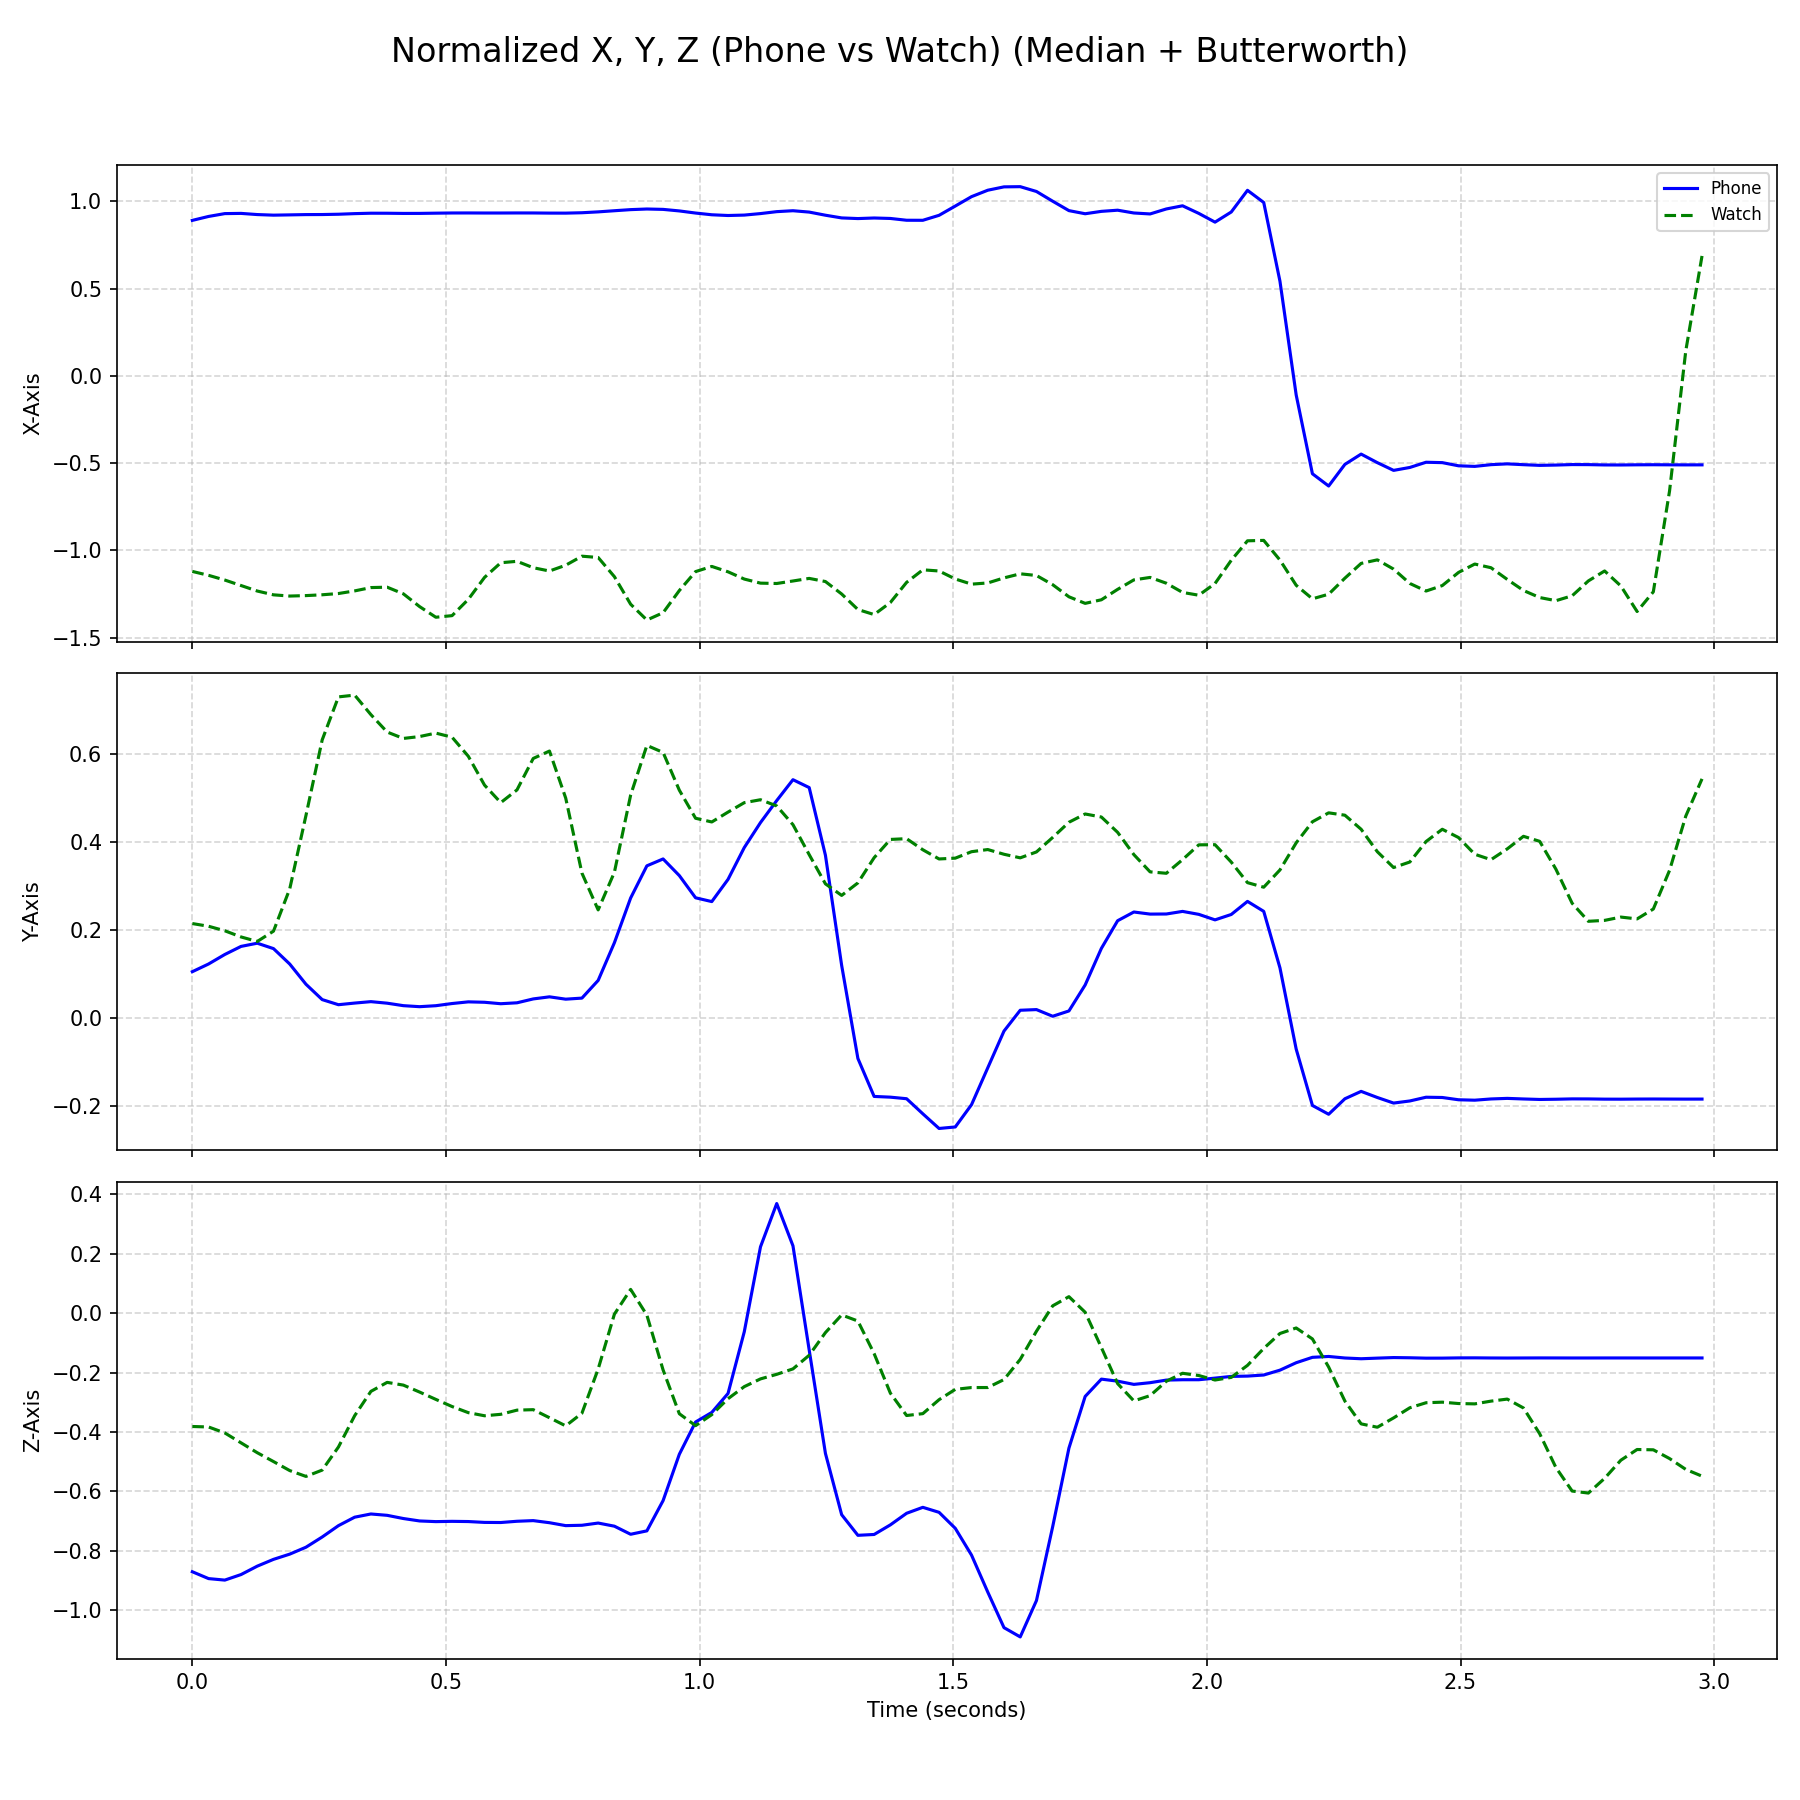 Normalized X, Y, Z (Phone vs Watch) (Median + Butterworth)
Phone
Watch
X-Axis
1.0
0.5
0.0
−0.5
−1.0
−1.5
Y-Axis
0.6
0.4
0.2
0.0
−0.2
Z-Axis
0.4
0.2
0.0
−0.2
−0.4
−0.6
−0.8
−1.0
0.0 0.5 1.0 1.5 2.0 2.5 3.0
Time (seconds)